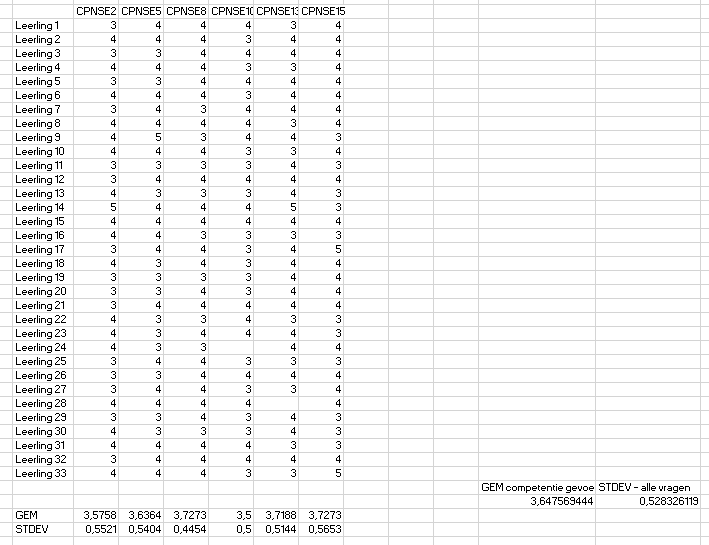 CPNSE2 CPNSE5 CPNSE8 CPNSE10 CPNSE13 CPNSE15
Leerling 1 3 4 4 4 3 4
Leerling 2 4 4 4 3 4 4
Leerling 3 3 3 4 4 4 4
Leerling 4 4 4 4 3 3 4
Leerling 5 3 3 4 4 4 4
Leerling 6 4 4 4 3 4 4
Leerling 7 3 4 3 4 4 4
Leerling 8 4 4 4 4 3 4
Leerling 9 4 5 3 4 4 3
Leerling 10 4 4 4 3 3 4
Leerling 11 3 3 3 3 4 3
Leerling 12 3 4 4 4 4 4
Leerling 13 4 3 3 3 4 3
Leerling 14 5 4 4 4 5 3
Leerling 15 4 4 4 4 4 4
Leerling 16 4 4 3 3 3 3
Leerling 17 3 4 4 3 4 5
Leerling 18 4 3 4 3 4 4
Leerling 19 3 3 3 3 4 4
Leerling 20 3 3 4 3 4 4
Leerling 21 3 4 4 4 4 4
Leerling 22 4 3 3 4 3 3
Leerling 23 4 3 4 4 4 3
Leerling 24 4 3 3 4 4
Leerling 25 3 4 4 3 3 3
Leerling 26 3 3 4 4 4 4
Leerling 27 3 4 4 3 3 4
Leerling 28 4 4 4 4 4
Leerling 29 3 3 4 3 4 3
Leerling 30 4 3 3 3 4 3
Leerling 31 4 4 4 4 3 3
Leerling 32 3 4 4 4 4 4
Leerling 33 4 4 4 3 3 5
GEM competentie gevoe STDEV - alle vragen
3,647569444 0,528326119
GEM 3,5758 3,6364 3,7273 3,5 3,7188 3,7273
STDEV 0,5521 0,5404 0,4454 0,5 0,5144 0,5653